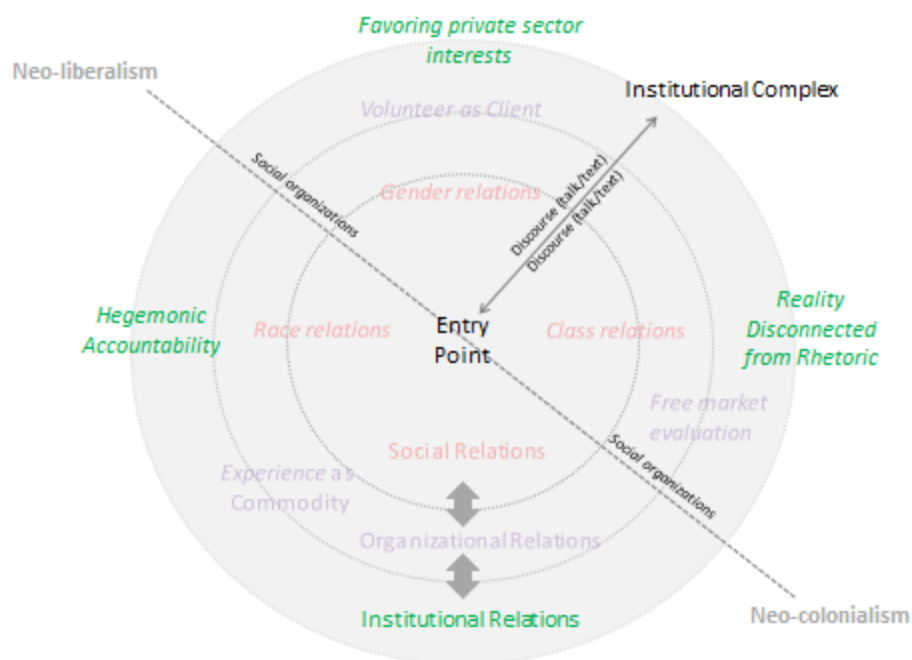 Favoring private sector
interests
Neo-liberalism
Institutional Complex
Volunteer as Client
Social organizations
Gender relations
Discourse (talk/text)
Discourse (talk/text)
Hegemonic
Accountability
Race relations
Entry
Point
Class relations
Reality
Disconnected
from Rhetoric
Free market
evaluation
Social Relations
Social organizations
Experience as
Commodity
Organizational Relations
Institutional Relations
Neo-colonialism